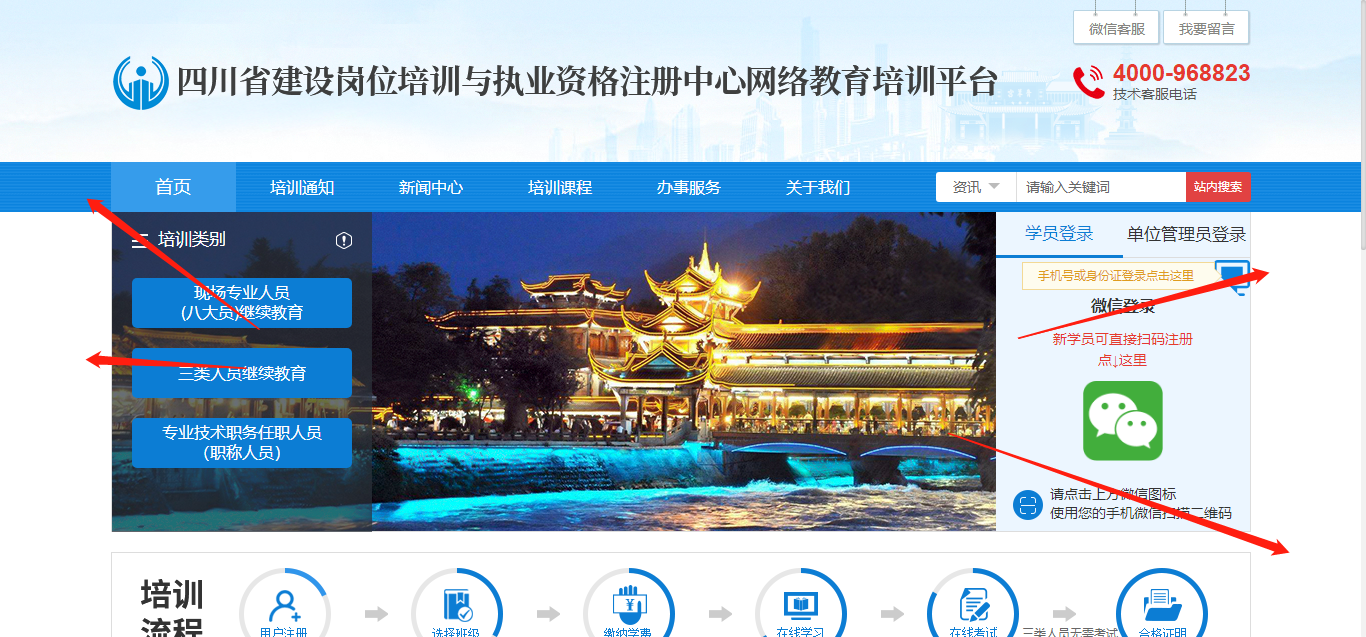 微信客服
我要留言
四川省建设岗位培训与执业资格注册中心网络教育培训平台
4000-968823
技术客服电话
首页
培训通知
新闻中心
培训课程
办事服务
关于我们
资讯
请输入关键词
站内搜索
培训类别
现场专业人员
(八大员)继续教育
三类人员继续教育
专业技术职务任职人员
(职称人员)
学员登录
单位管理员登录
手机号或身份证登录点击这里
微信登录
新学员可直接扫码注册
点↓这里
请点击上方微信图标
使用您的手机微信扫描二维码
培训
流程
用户注册
选择班级
缴纳学费
在线学习
在线考试
三类人员无需考试
合格证明